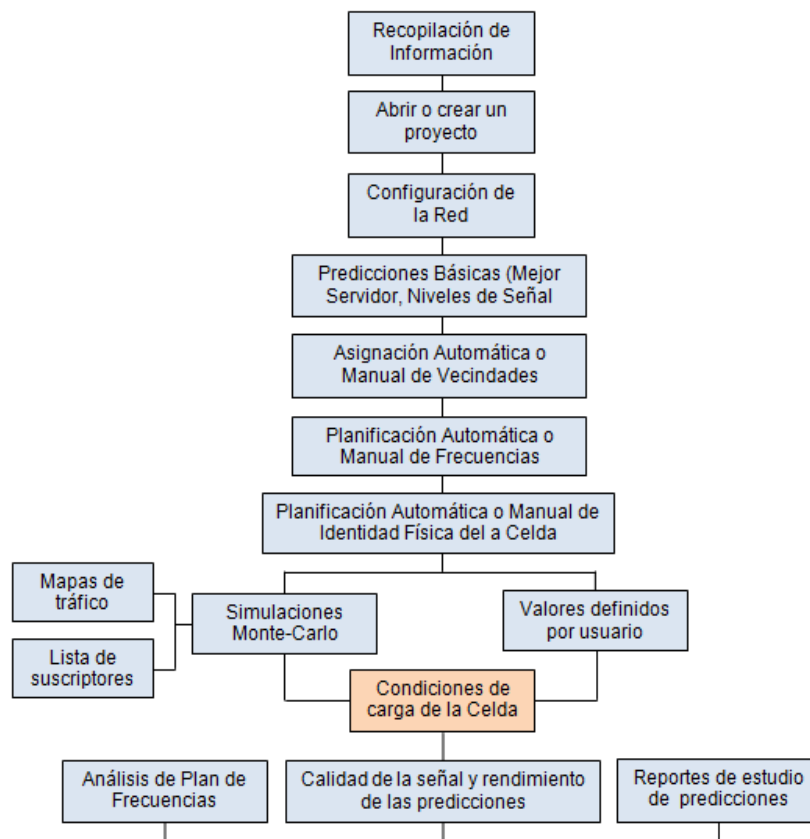 Recopilación de
Información
Abrir o crear un
proyecto
Configuración de
la Red
Predicciones Básicas (Mejor
Servidor, Niveles de Señal
Asignación Automática o
Manual de Vecindades
Planificación Automática o
Manual de Frecuencias
Planificación Automática o Manual de
Identidad Física del a Celda
Mapas de
tráfico
Lista de
suscriptores
Simulaciones
Monte-Carlo
Valores definidos
por usuario
Condiciones de
carga de la Celda
Análisis de Plan de
Frecuencias
Calidad de la señal y rendimiento
de las predicciones
Reportes de estudio
de predicciones